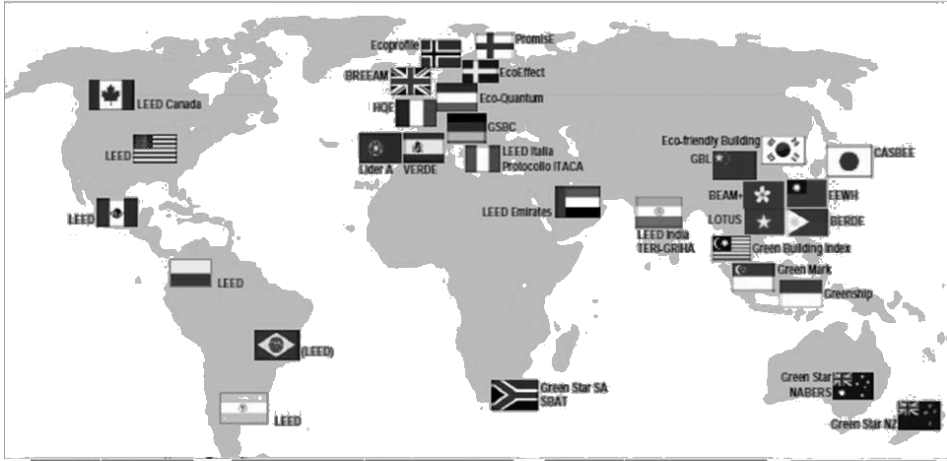 Ecoprofile
PromisE
BREEAM
EcoEffect
LEED Canada
HQE
Eco-Quantum
GSBC
LEED
Lider A
VERDE
LEED Italia
Protocollo ITACA
Eco-friendly Building
GBL
CASBEE
BEAM+
EEWH
LEED
LEED Emirates
LOTUS
BERDE
LEED India
TERI-GRIHA
Green Building Index
LEED
Green Mark
Greenship
(LEED)
Green Star SA
SBAT
Green Star
NABERS
LEED
Green Star NZ